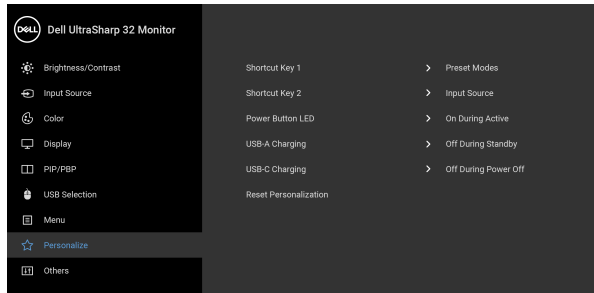 DELL Dell UltraSharp 32 Monitor
Brightness/Contrast
Input Source
Color
Display
PIP/PBP
USB Selection
Menu
Personalize
Others
Shortcut Key 1 Preset Modes
Shortcut Key 2 Input Source
Power Button LED On During Active
USB-A Charging Off During Standby
USB-C Charging Off During Power Off
Reset Personalization